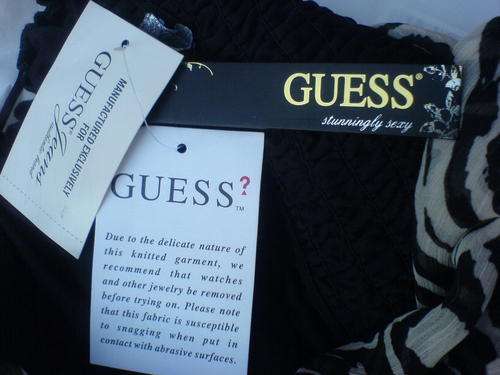 MANUFACTURED EXCLUSIVELY
FOR
GUESS Jeans
GUESS®
stunningly sexy
GUESS?™
Due to the delicate nature of
this knitted garment, we
recommend that watches
and other jewelry be removed
before trying on. Please note
that this fabric is susceptible
to snagging when put in
contact with abrasive surfaces.